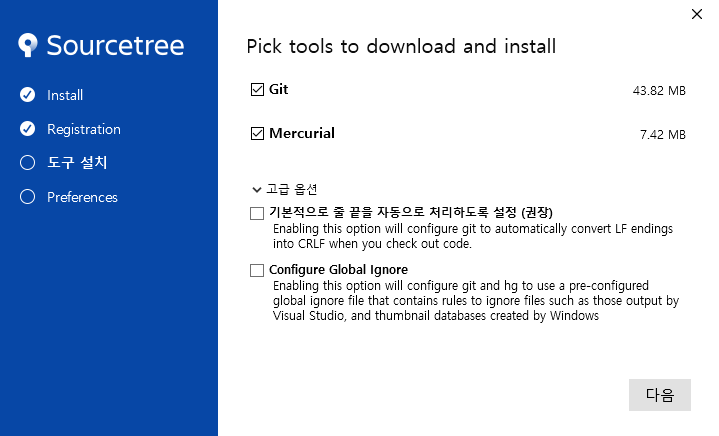 Sourcetree
Install
Registration
도구 설치
Preferences
Pick tools to download and install
Git
43.82 MB
Mercurial
7.42 MB
고급 옵션
기본적으로 줄 끝을 자동으로 처리하도록 설정 (권장)
Enabling this option will configure git to automatically convert LF endings
into CRLF when you check out code.
Configure Global Ignore
Enabling this option will configure git and hg to use a pre-configured
global ignore file that contains rules to ignore files such as those output by
Visual Studio, and thumbnail databases created by Windows
다음